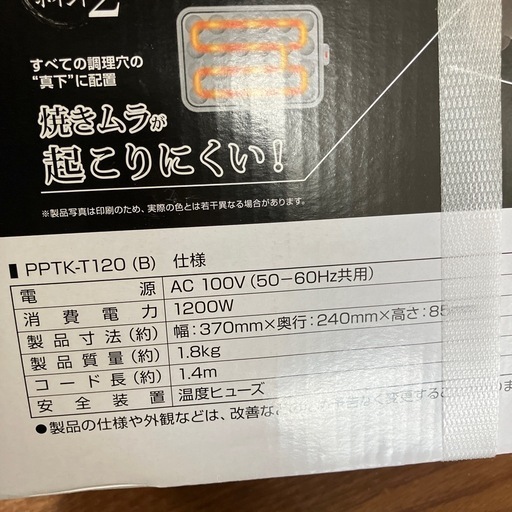 ポイント2
すべての調理穴の
“真下”に配置
焼きムラが
起こりにくい！
※製品写真は印刷のため、実際の色とは若干異なる場合があります。
PPTK-T120 (B) 仕様
電源 AC 100V（50－60Hz共用）
消費電力 1200W
製品寸法（約） 幅：370mm×奥行：240mm×高さ：85
製品質量（約） 1.8kg
コード長（約） 1.4m
安全装置 温度ヒューズ
●製品の仕様や外観などは、改善な